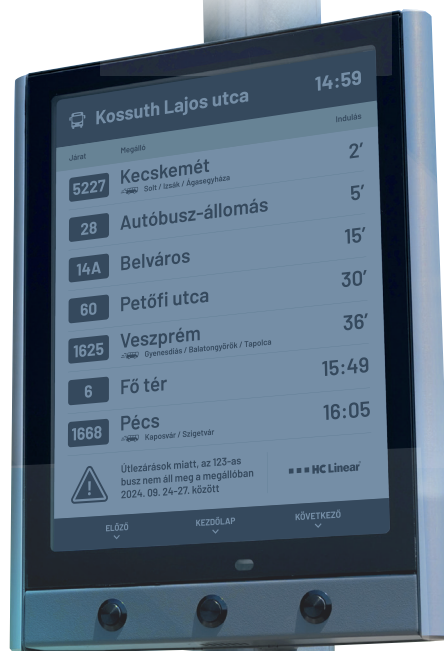 Kossuth Lajos utca 14:59
Járat Megálló Indulás
5227 Kecskemét 2’
Solt / Izsák / Ágasegyháza
28 Autóbusz-állomás 5’
14A Belváros 15’
60 Petőfi utca 30’
1625 Veszprém 36’
Gyenesdiás / Balatongyörök / Tapolca
6 Fő tér 15:49
1668 Pécs 16:05
Kaposvár / Szigetvár
Útlezárások miatt, az 123-as
busz nem áll meg a megállóban
2024. 09. 24-27. között
HC Linear
ELŐZŐ KEZDŐLAP KÖVETKEZŐ